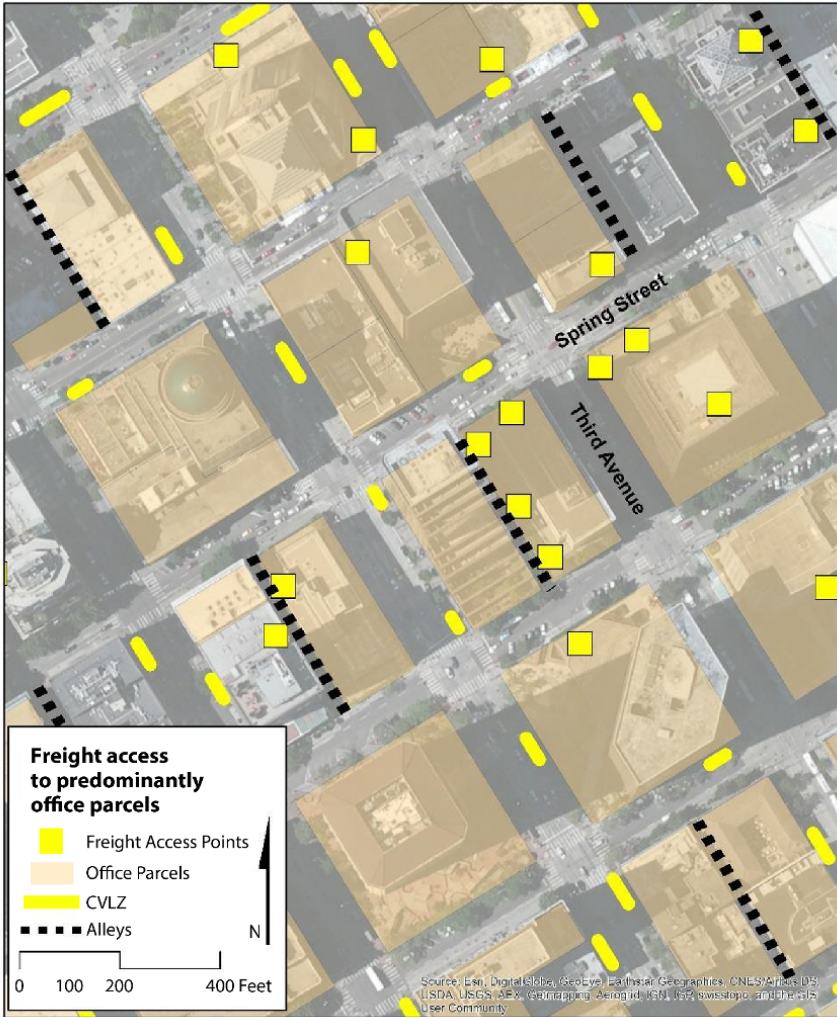 Spring Street
Third Avenue
Freight access
to predominantly
office parcels
Freight Access Points
Office Parcels
CVLZ
Alleys
N
0 100 200 400 Feet
Source: Esri, DigitalGlobe, GeoEye, Earthstar Geographics, CNES/Airbus DS,
USDA, USGS, AEX, Getmapping, Aerogrid, IGN, IGP, swisstopo, and the GIS
User Community